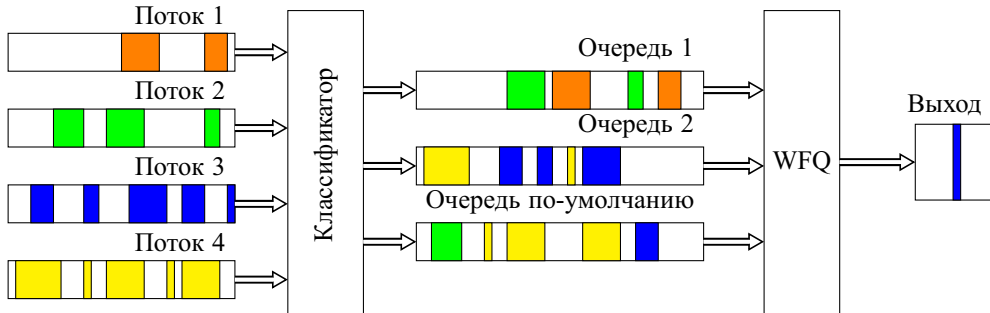 Поток 1
Поток 2
Поток 3
Поток 4
Классификатор
Очередь 1
Очередь 2
Очередь по-умолчанию
WFQ
Выход